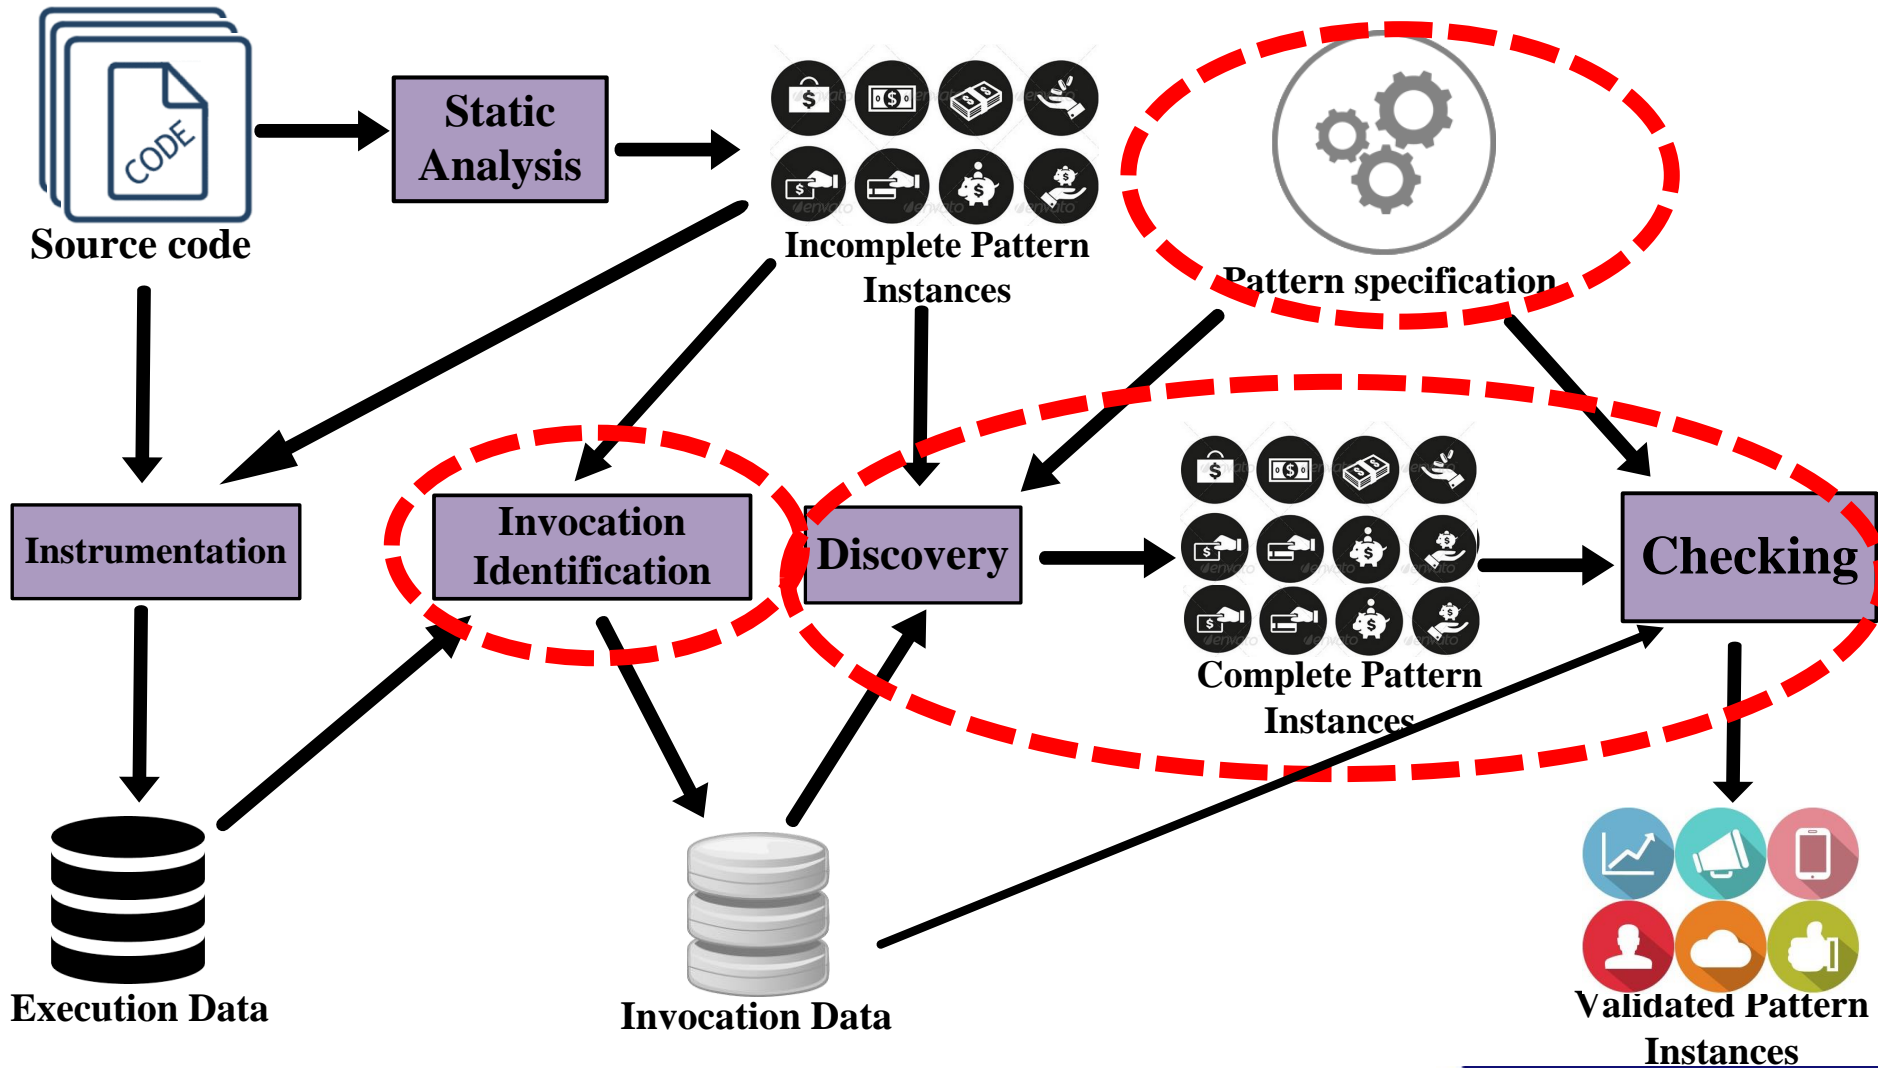 CODE
Static
Analysis
Source code
Incomplete Pattern
Instances
Pattern specification
Instrumentation
Invocation
Identification
Discovery
Checking
Complete Pattern
Instances
Execution Data
Invocation Data
Validated Pattern
Instances